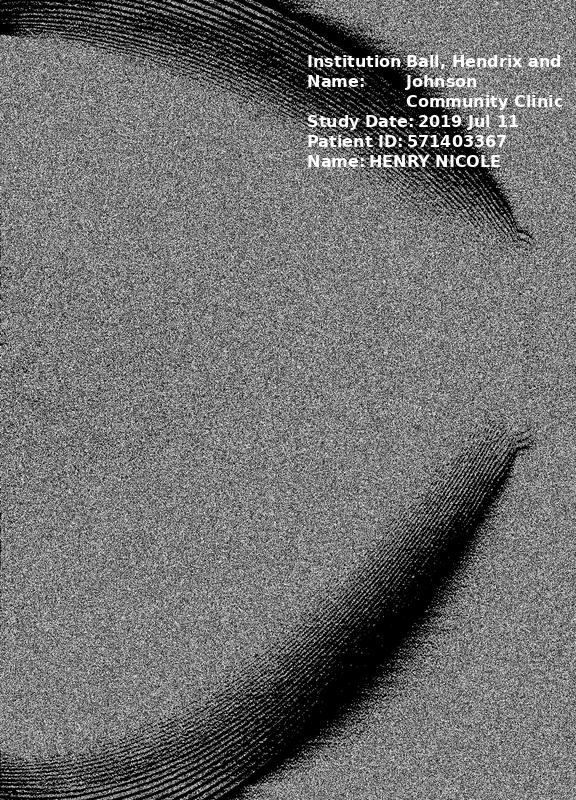 Institution Ball, Hendrix and
Name: Johnson
Community Clinic
Study Date: 2019 Jul 11
Patient ID: 571403367
Name: HENRY NICOLE